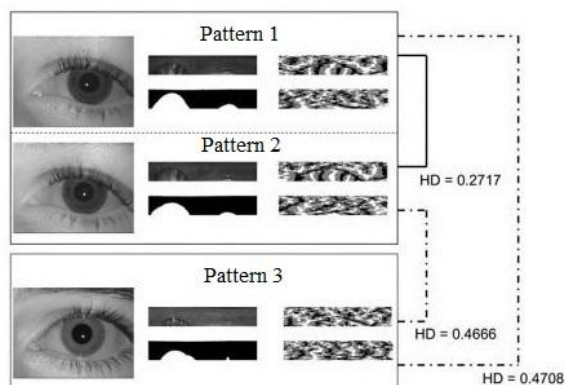 Pattern 1
Pattern 2
HD = 0.2717
Pattern 3
HD = 0.4666
HD = 0.4708